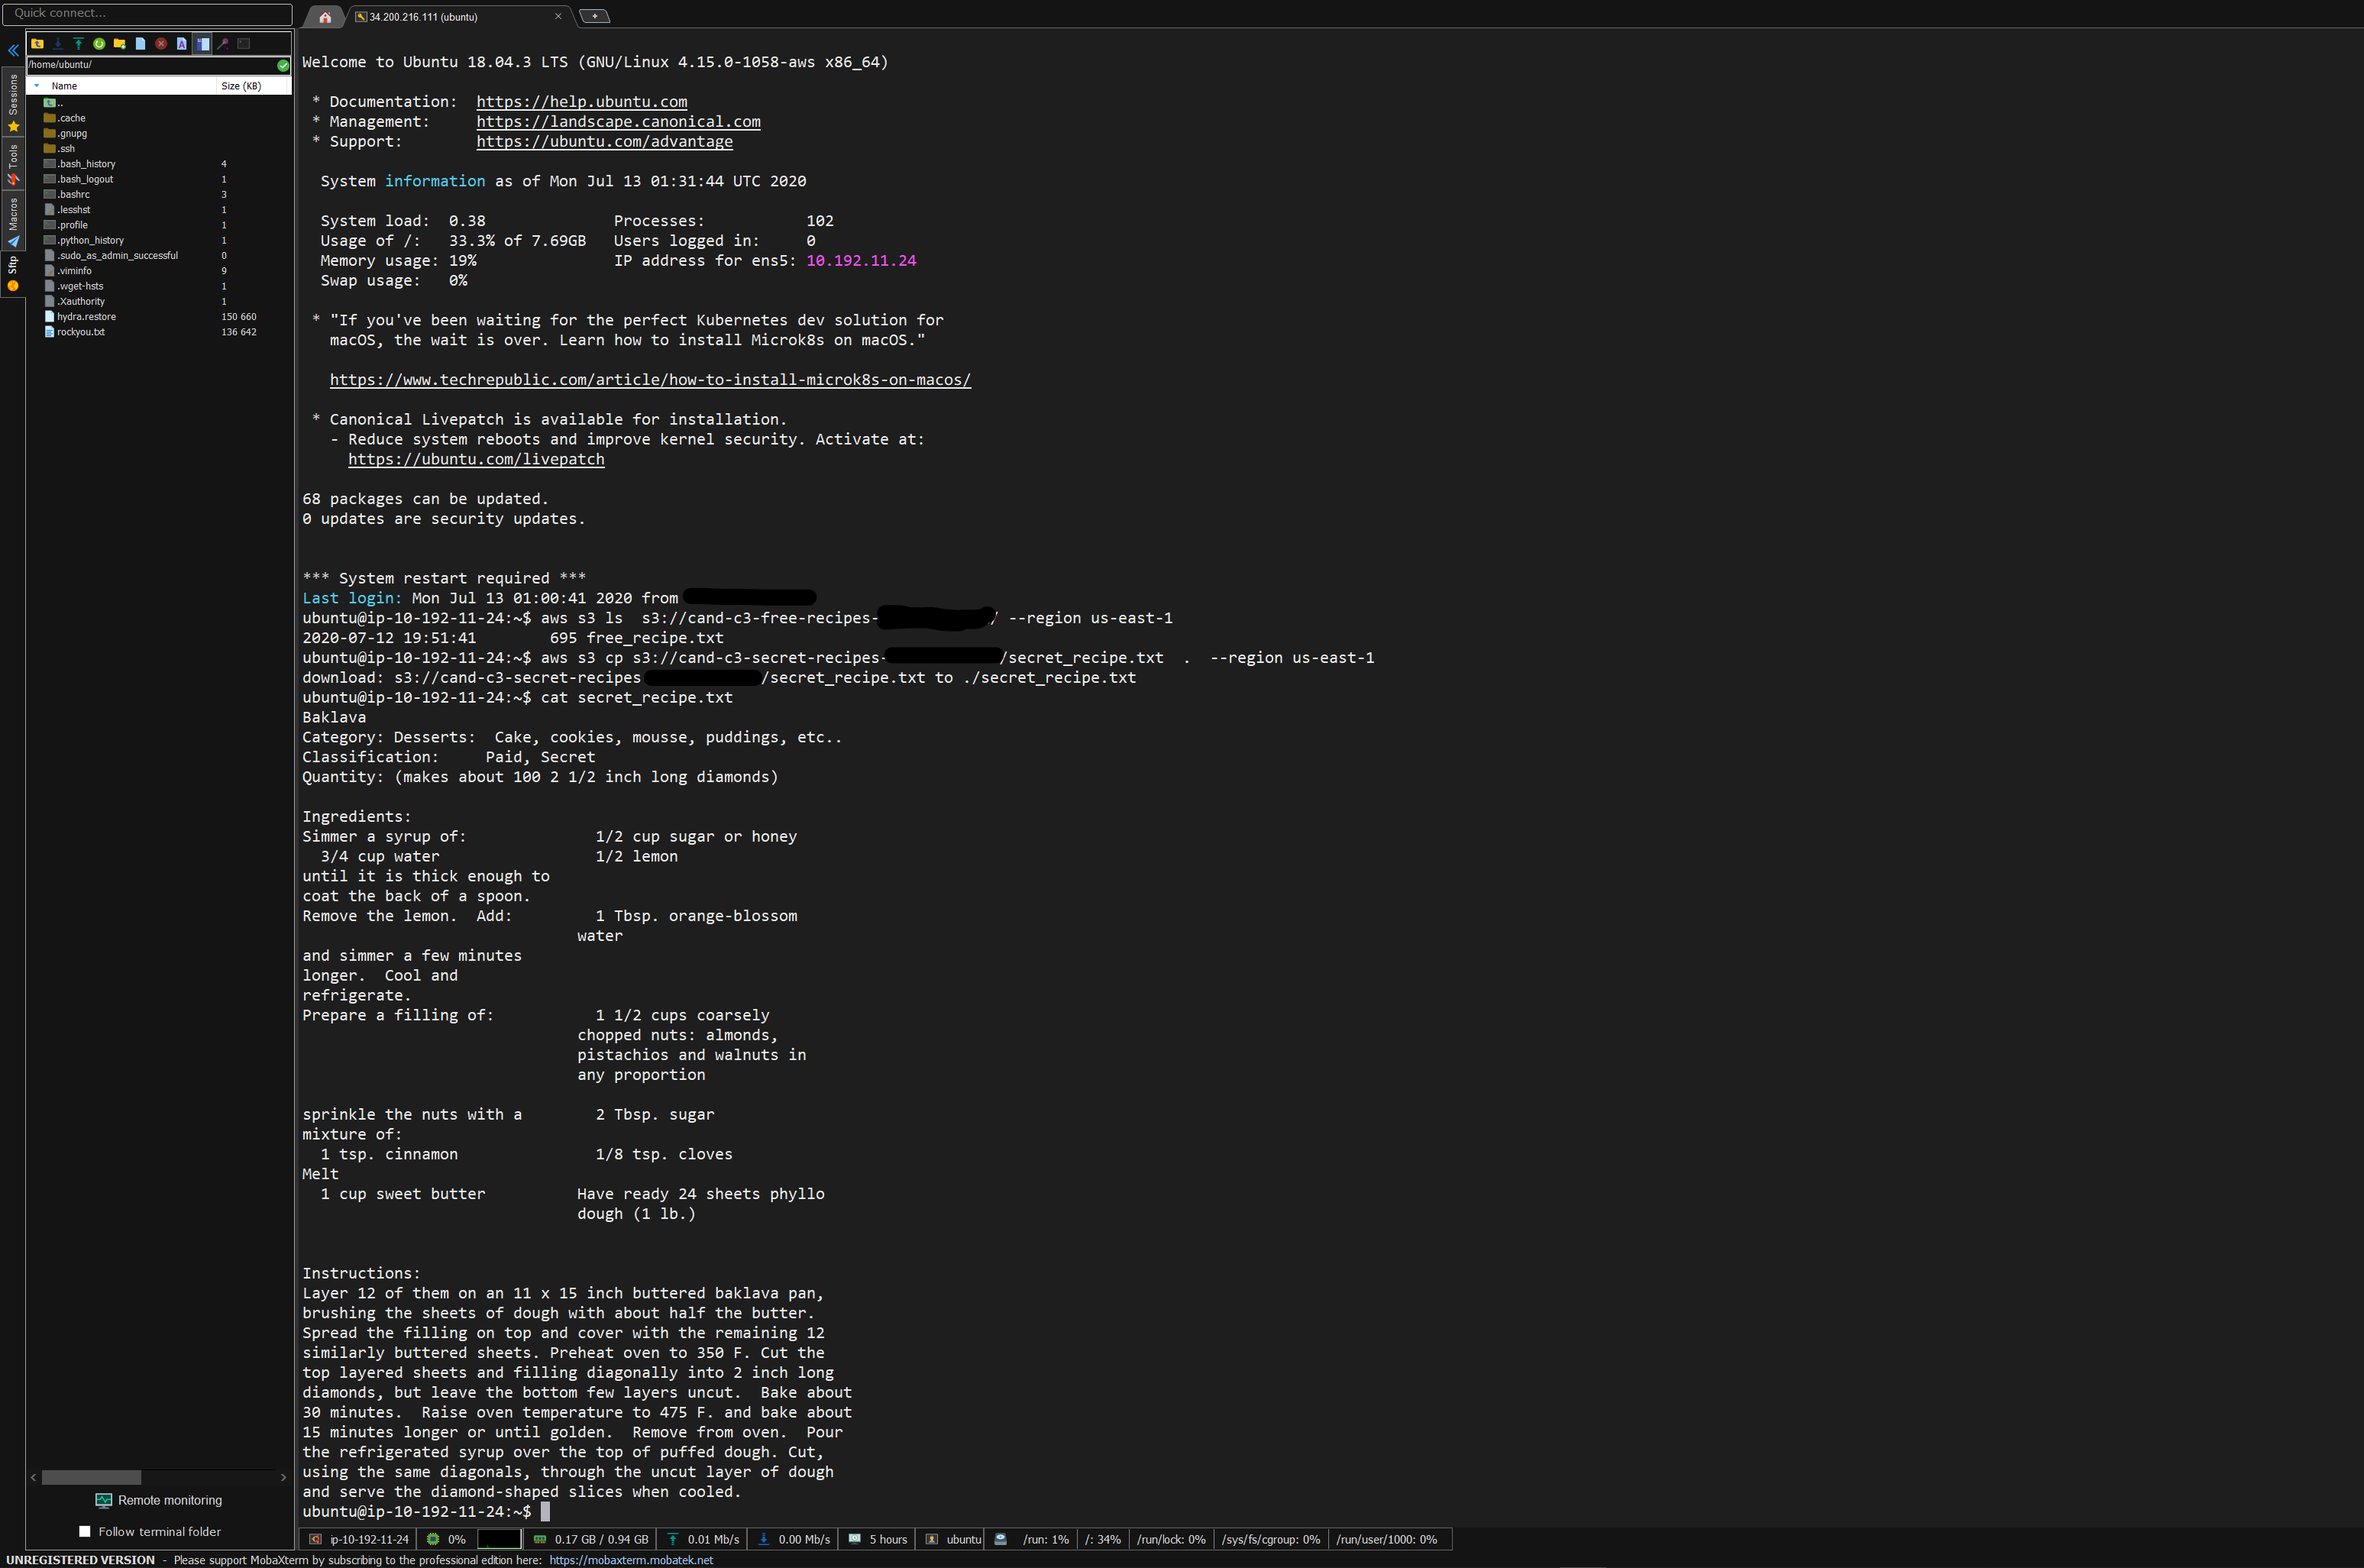 Quick connect...
34.200.216.111 (ubuntu)
/home/ubuntu/
Name Size (KB)
..
.cache
.gnupg
.ssh
.bash_history 4
.bash_logout 1
.bashrc 3
.lesshst 1
.profile 1
.python_history 1
.sudo_as_admin_successful 0
.viminfo 9
.wget-hsts 1
.Xauthority 1
hydra.restore 150 660
rockyou.txt 136 642
Sessions
Tools
Macros
Sftp
Remote monitoring
Follow terminal folder
Welcome to Ubuntu 18.04.3 LTS (GNU/Linux 4.15.0-1058-aws x86_64)
* Documentation: https://help.ubuntu.com
* Management: https://landscape.canonical.com
* Support: https://ubuntu.com/advantage
System information as of Mon Jul 13 01:31:44 UTC 2020
System load: 0.38 Processes: 102
Usage of /: 33.3% of 7.69GB Users logged in: 0
Memory usage: 19% IP address for ens5: 10.192.11.24
Swap usage: 0%
* "If you've been waiting for the perfect Kubernetes dev solution for
macOS, the wait is over. Learn how to install Microk8s on macOS."
https://www.techrepublic.com/article/how-to-install-microk8s-on-macos/
* Canonical Livepatch is available for installation.
- Reduce system reboots and improve kernel security. Activate at:
https://ubuntu.com/livepatch
68 packages can be updated.
0 updates are security updates.
*** System restart required ***
Last login: Mon Jul 13 01:00:41 2020 from
ubuntu@ip-10-192-11-24:~$ aws s3 ls s3://cand-c3-free-recipes- / --region us-east-1
2020-07-12 19:51:41 695 free_recipe.txt
ubuntu@ip-10-192-11-24:~$ aws s3 cp s3://cand-c3-secret-recipes- /secret_recipe.txt . --region us-east-1
download: s3://cand-c3-secret-recipes /secret_recipe.txt to ./secret_recipe.txt
ubuntu@ip-10-192-11-24:~$ cat secret_recipe.txt
Baklava
Category: Desserts: Cake, cookies, mousse, puddings, etc..
Classification: Paid, Secret
Quantity: (makes about 100 2 1/2 inch long diamonds)
Ingredients:
Simmer a syrup of: 1/2 cup sugar or honey
3/4 cup water 1/2 lemon
until it is thick enough to
coat the back of a spoon.
Remove the lemon. Add: 1 Tbsp. orange-blossom
water
and simmer a few minutes
longer. Cool and
refrigerate.
Prepare a filling of: 1 1/2 cups coarsely
chopped nuts: almonds,
pistachios and walnuts in
any proportion
sprinkle the nuts with a 2 Tbsp. sugar
mixture of:
1 tsp. cinnamon 1/8 tsp. cloves
Melt
1 cup sweet butter Have ready 24 sheets phyllo
dough (1 lb.)
Instructions:
Layer 12 of them on an 11 x 15 inch buttered baklava pan,
brushing the sheets of dough with about half the butter.
Spread the filling on top and cover with the remaining 12
similarly buttered sheets. Preheat oven to 350 F. Cut the
top layered sheets and filling diagonally into 2 inch long
diamonds, but leave the bottom few layers uncut. Bake about
30 minutes. Raise oven temperature to 475 F. and bake about
15 minutes longer or until golden. Remove from oven. Pour
the refrigerated syrup over the top of puffed dough. Cut,
using the same diagonals, through the uncut layer of dough
and serve the diamond-shaped slices when cooled.
ubuntu@ip-10-192-11-24:~$
ip-10-192-11-24 0% 0.17 GB / 0.94 GB 0.01 Mb/s 0.00 Mb/s 5 hours ubuntu /run: 1% /: 34% /run/lock: 0% /sys/fs/cgroup: 0% /run/user/1000: 0%
UNREGISTERED VERSION - Please support MobaXterm by subscribing to the professional edition here: https://mobaxterm.mobatek.net